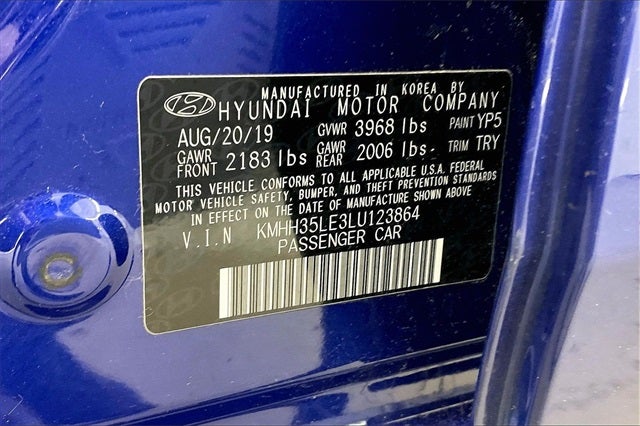 MANUFACTURED IN KOREA BY
HYUNDAI MOTOR COMPANY
AUG/20/19 GVWR 3968 lbs PAINT YP5
GAWR FRONT 2183 lbs GAWR REAR 2006 lbs TRIM TRY
THIS VEHICLE CONFORMS TO ALL APPLICABLE U.S.A. FEDERAL
MOTOR VEHICLE SAFETY, BUMPER, AND THEFT PREVENTION STANDARDS
IN EFFECT ON THE DATE OF MANUFACTURE SHOWN ABOVE
V.I.N KMHH35LE3LU123864
PASSENGER CAR